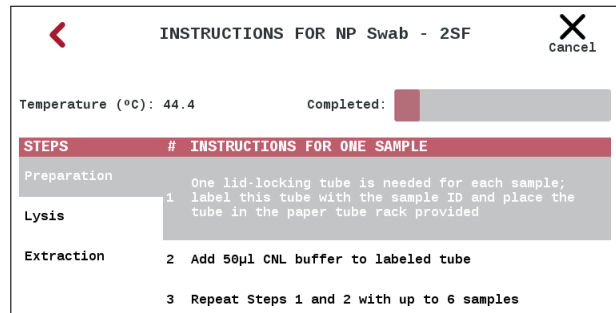 INSTRUCTIONS FOR NP Swab - 2SF
Cancel
Temperature (ºC): 44.4 Completed:
STEPS # INSTRUCTIONS FOR ONE SAMPLE
Preparation
1 One lid-locking tube is needed for each sample;
label this tube with the sample ID and place the
tube in the paper tube rack provided
Lysis
Extraction
2 Add 50µl CNL buffer to labeled tube
3 Repeat Steps 1 and 2 with up to 6 samples